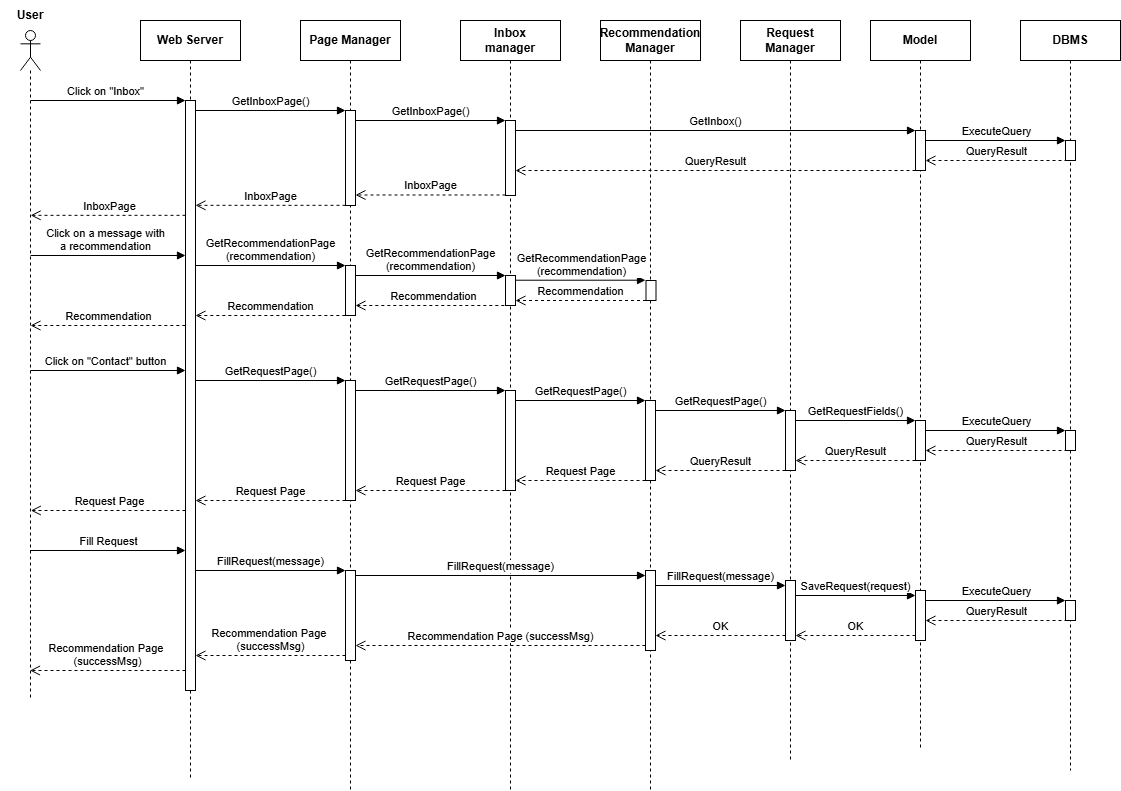 User
Web Server
Page Manager
Inbox
manager
Recommendation
Manager
Request
Manager
Model
DBMS
Click on "Inbox"
GetInboxPage()
GetInboxPage()
GetInbox()
ExecuteQuery
QueryResult
QueryResult
InboxPage
InboxPage
InboxPage
Click on a message with
a recommendation
GetRecommendationPage
(recommendation)
GetRecommendationPage
(recommendation)
GetRecommendationPage
(recommendation)
Recommendation
Recommendation
Recommendation
Recommendation
Click on "Contact" button
GetRequestPage()
GetRequestPage()
GetRequestPage()
GetRequestPage()
GetRequestFields()
ExecuteQuery
QueryResult
QueryResult
QueryResult
Request Page
Request Page
Request Page
Request Page
Fill Request
FillRequest(message)
FillRequest(message)
FillRequest(message)
SaveRequest(request)
ExecuteQuery
QueryResult
OK
OK
Recommendation Page (successMsg)
Recommendation Page
(successMsg)
Recommendation Page
(successMsg)